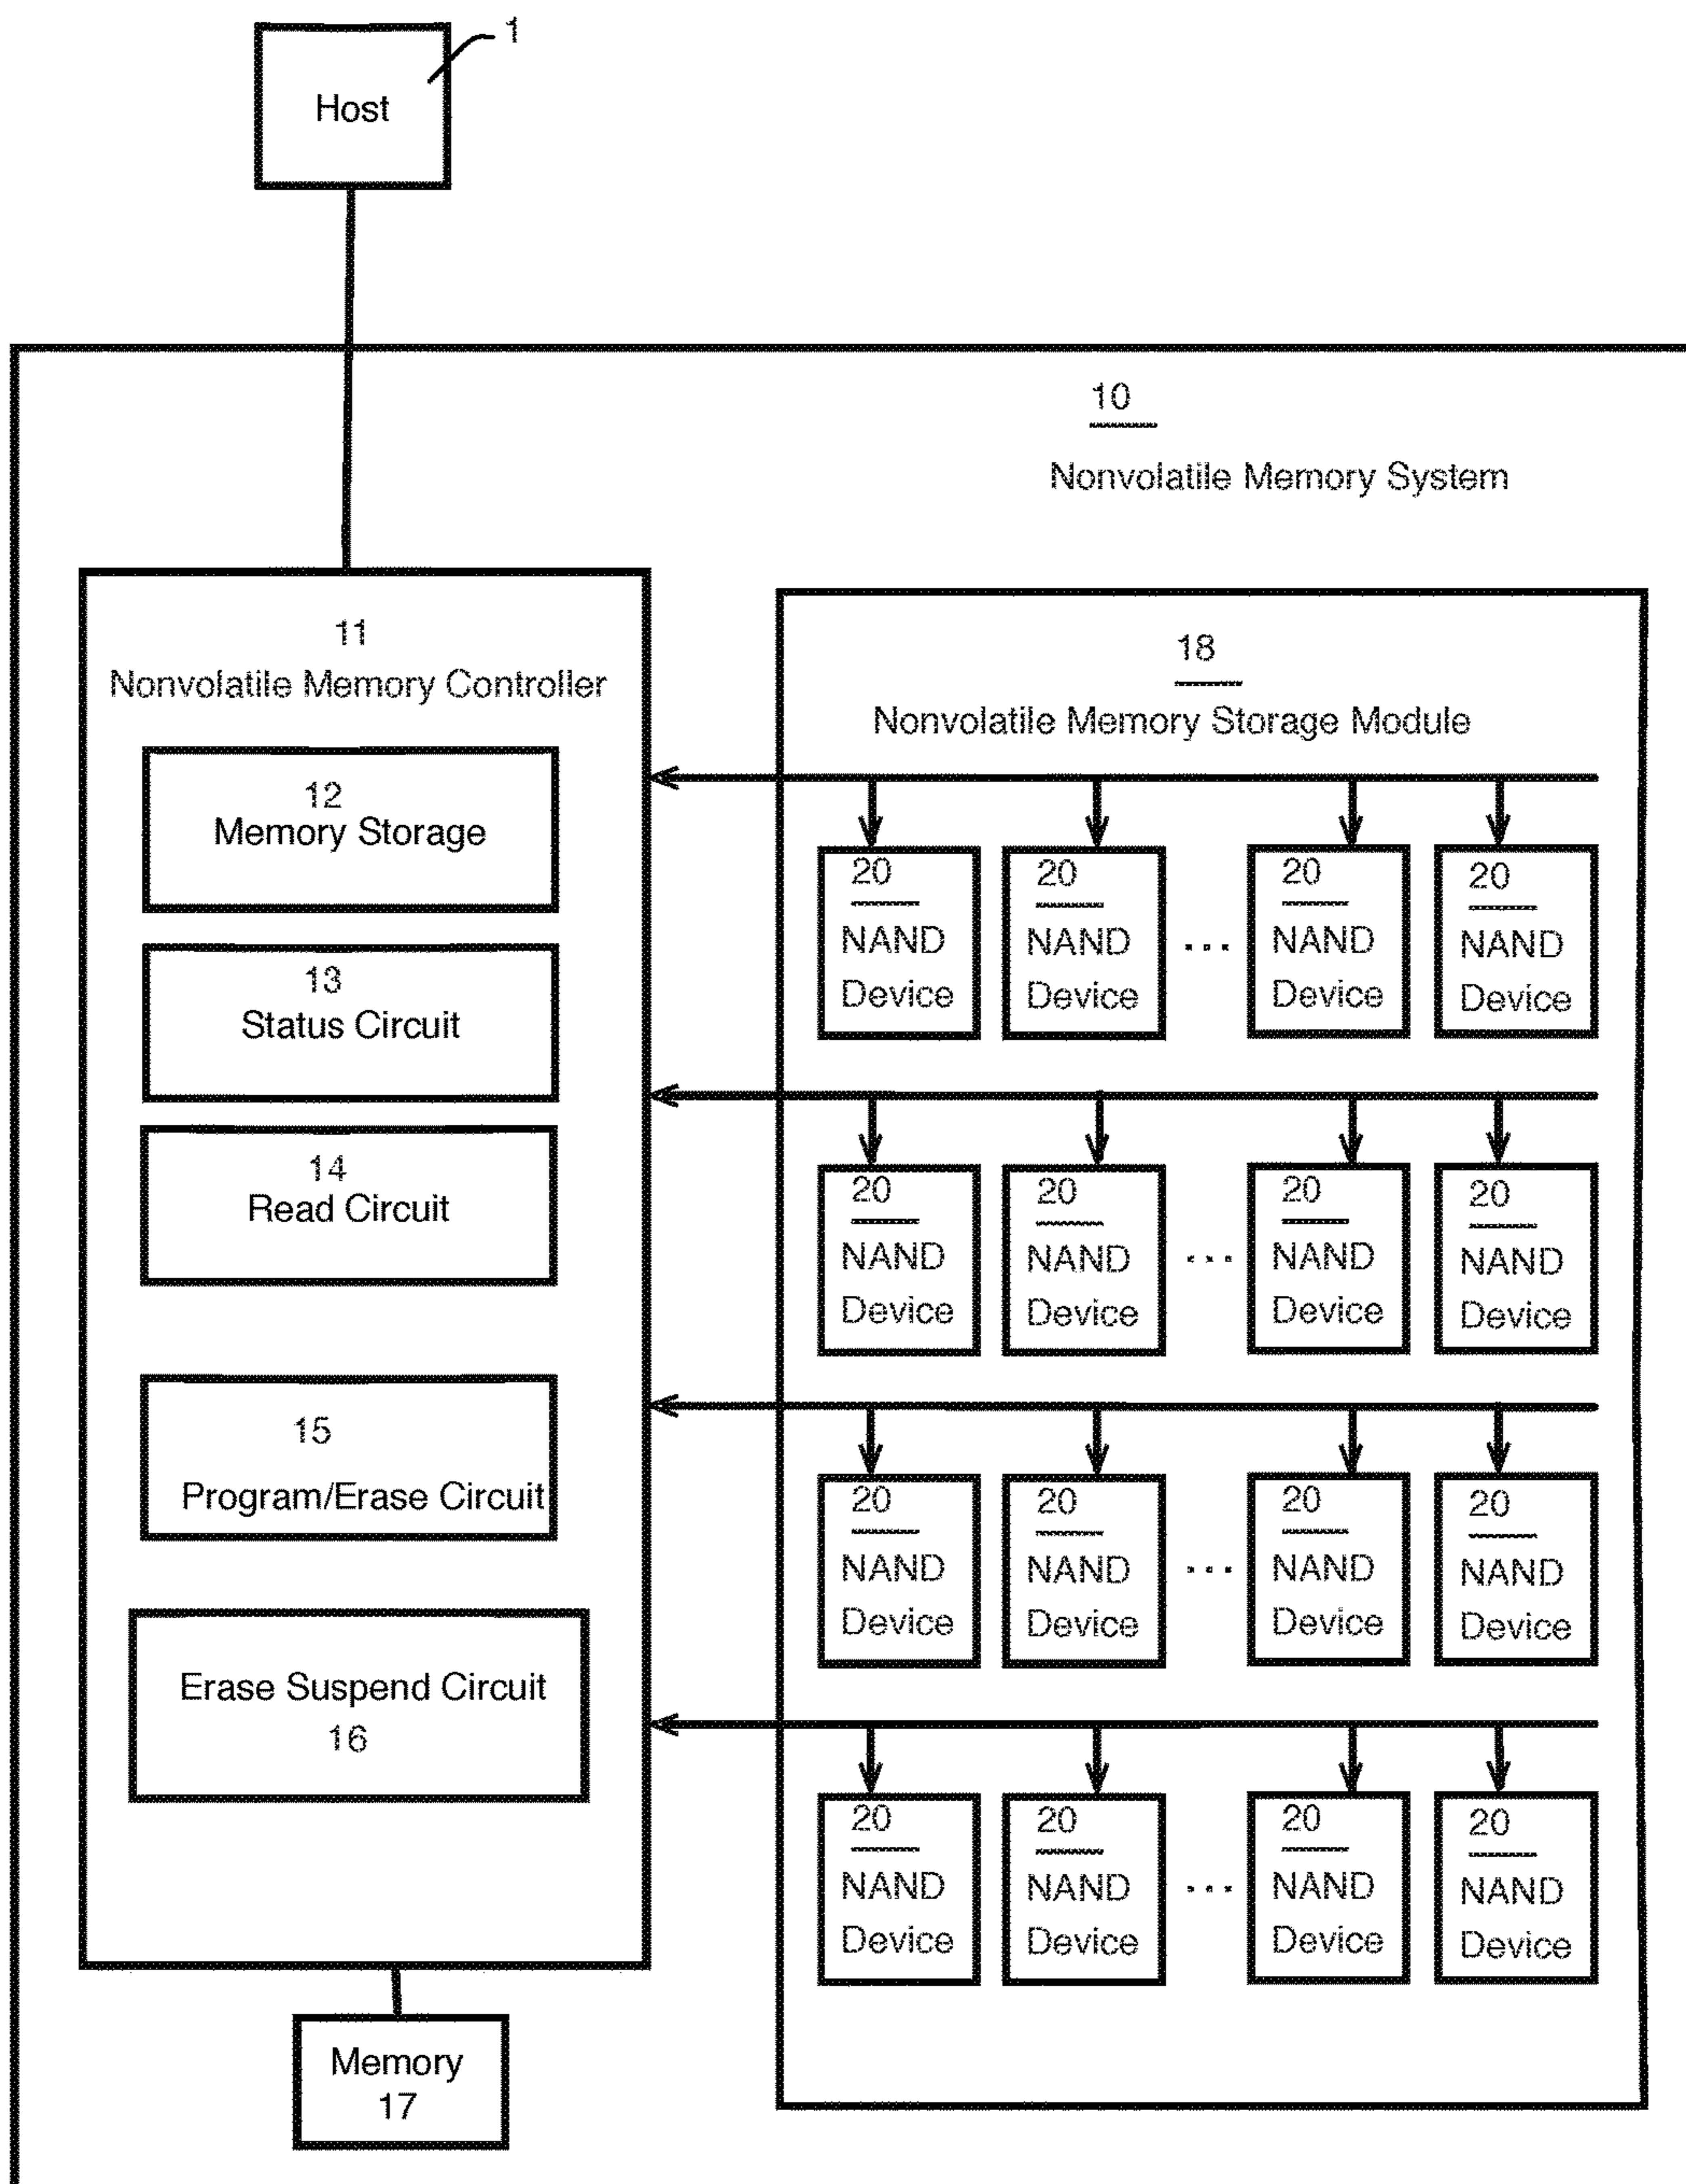 1
Host
10
Nonvolatile Memory System
11
Nonvolatile Memory Controller
12
Memory Storage
13
Status Circuit
14
Read Circuit
15
Program/Erase Circuit
Erase Suspend Circuit
16
Memory
17
18
Nonvolatile Memory Storage Module
20
NAND
Device
20
NAND
Device
...
20
NAND
Device
20
NAND
Device
20
NAND
Device
20
NAND
Device
...
20
NAND
Device
20
NAND
Device
20
NAND
Device
20
NAND
Device
...
20
NAND
Device
20
NAND
Device
20
NAND
Device
20
NAND
Device
...
20
NAND
Device
20
NAND
Device